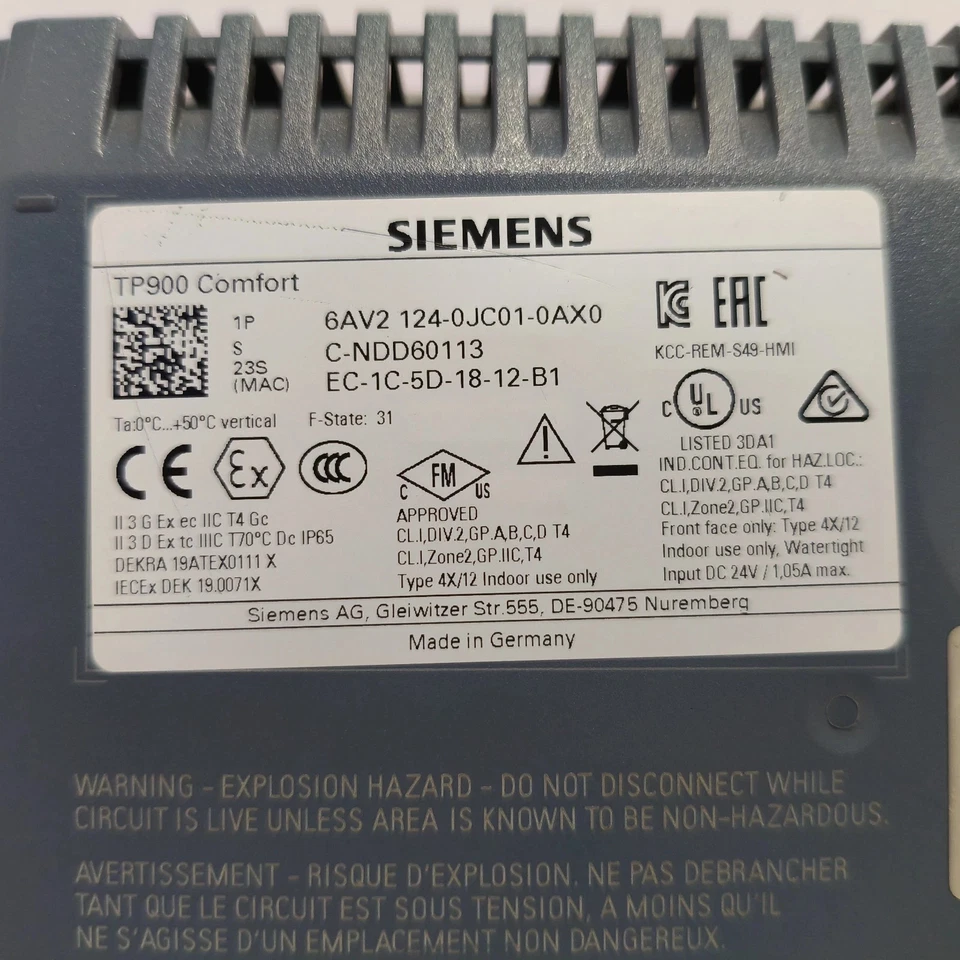 SIEMENS
TP900 Comfort
1P 6AV2 124-0JC01-0AX0
S C-NDD60113
23S
(MAC) EC-1C-5D-18-12-B1
KCC-REM-S49-HMI
EAC
Ta:0°C...+50°C vertical F-State: 31
CE Ex CCC
II 3 G Ex ec IIC T4 Gc
II 3 D Ex tc IIIC T70°C Dc IP65
DEKRA 19ATEX0111 X
IECEx DEK 19.0071X
C FM US
APPROVED
CL.I,DIV.2,GP.A,B,C,D T4
CL.I,Zone2,GP.IIC,T4
Type 4X/12 Indoor use only
C UL US
LISTED 3DA1
IND.CONT.EQ. for HAZ.LOC.:
CL.I,DIV.2,GP.A,B,C,D T4
CL.I,Zone2,GP.IIC,T4
Front face only: Type 4X/12
Indoor use only, Watertight
Input DC 24V / 1,05A max.
Siemens AG, Gleiwitzer Str.555, DE-90475 Nuremberg
Made in Germany
WARNING - EXPLOSION HAZARD - DO NOT DISCONNECT WHILE
CIRCUIT IS LIVE UNLESS AREA IS KNOWN TO BE NON-HAZARDOUS.
AVERTISSEMENT - RISQUE D'EXPLOSION. NE PAS DEBRANCHER
TANT QUE LE CIRCUIT EST SOUS TENSION, A MOINS QU'IL
NE S'AGISSE D'UN EMPLACEMENT NON DANGEREUX.